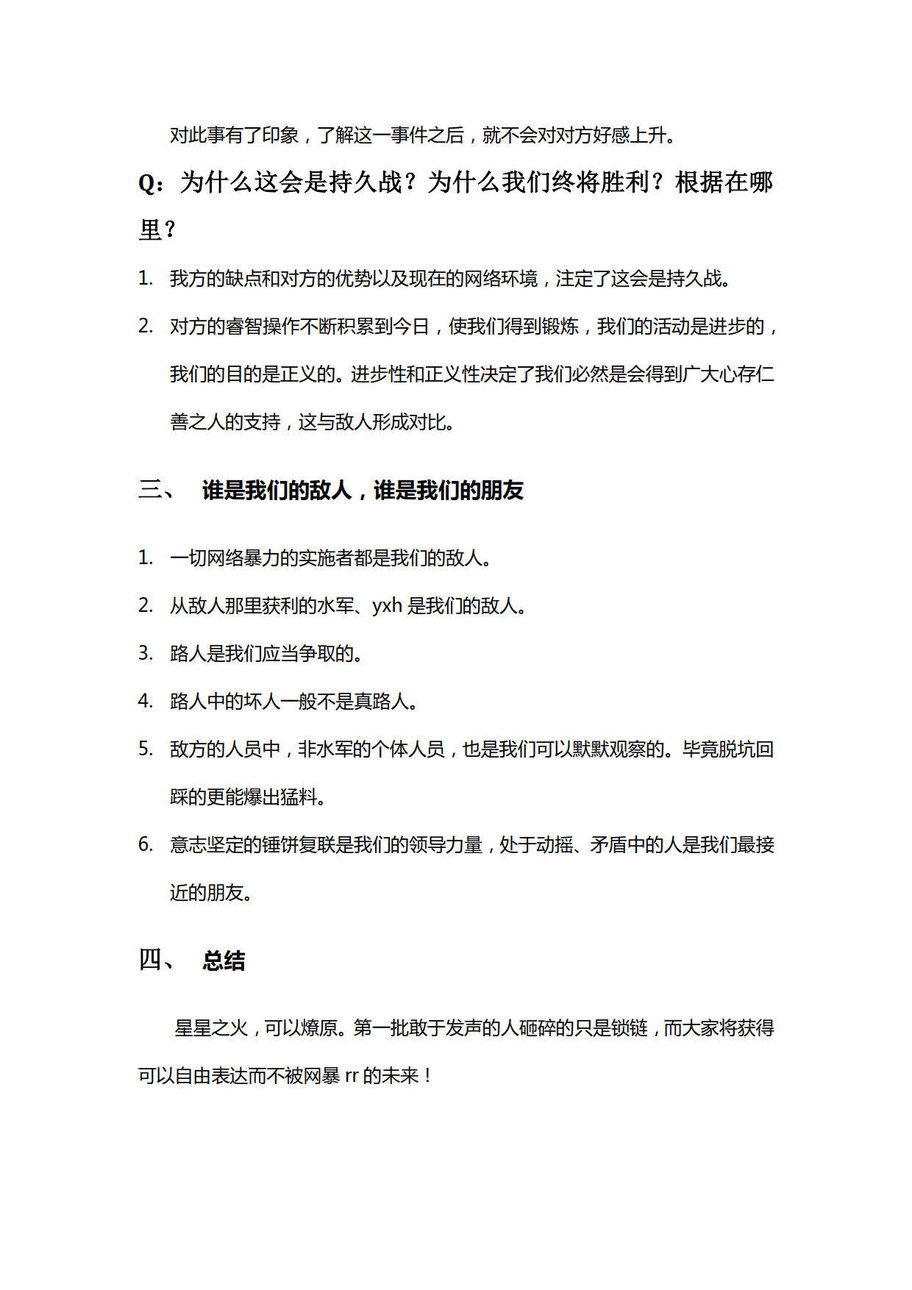 对此事有了印象，了解这一事件之后，就不会对对方好感上升。
Q：为什么这会是持久战？为什么我们终将胜利？根据在哪
里？
1. 我方的缺点和对方的优势以及现在的网络环境，注定了这会是持久战。
2. 对方的睿智操作不断积累到今日，使我们得到锻炼，我们的活动是进步的，
我们的目的是正义的。进步性和正义性决定了我们必然是会得到广大心存仁
善之人的支持，这与敌人形成对比。
三、 谁是我们的敌人，谁是我们的朋友
1. 一切网络暴力的实施者都是我们的敌人。
2. 从敌人那里获利的水军、yxh 是我们的敌人。
3. 路人是我们应当争取的。
4. 路人中的坏人一般不是真路人。
5. 敌方的人员中，非水军的个体人员，也是我们可以默默观察的。毕竟脱坑回
踩的更能爆出猛料。
6. 意志坚定的锤饼复联是我们的领导力量，处于动摇、矛盾中的人是我们最接
近的朋友。
四、 总结
星星之火，可以燎原。第一批敢于发声的人砸碎的只是锁链，而大家将获得
可以自由表达而不被网暴 rr 的未来！